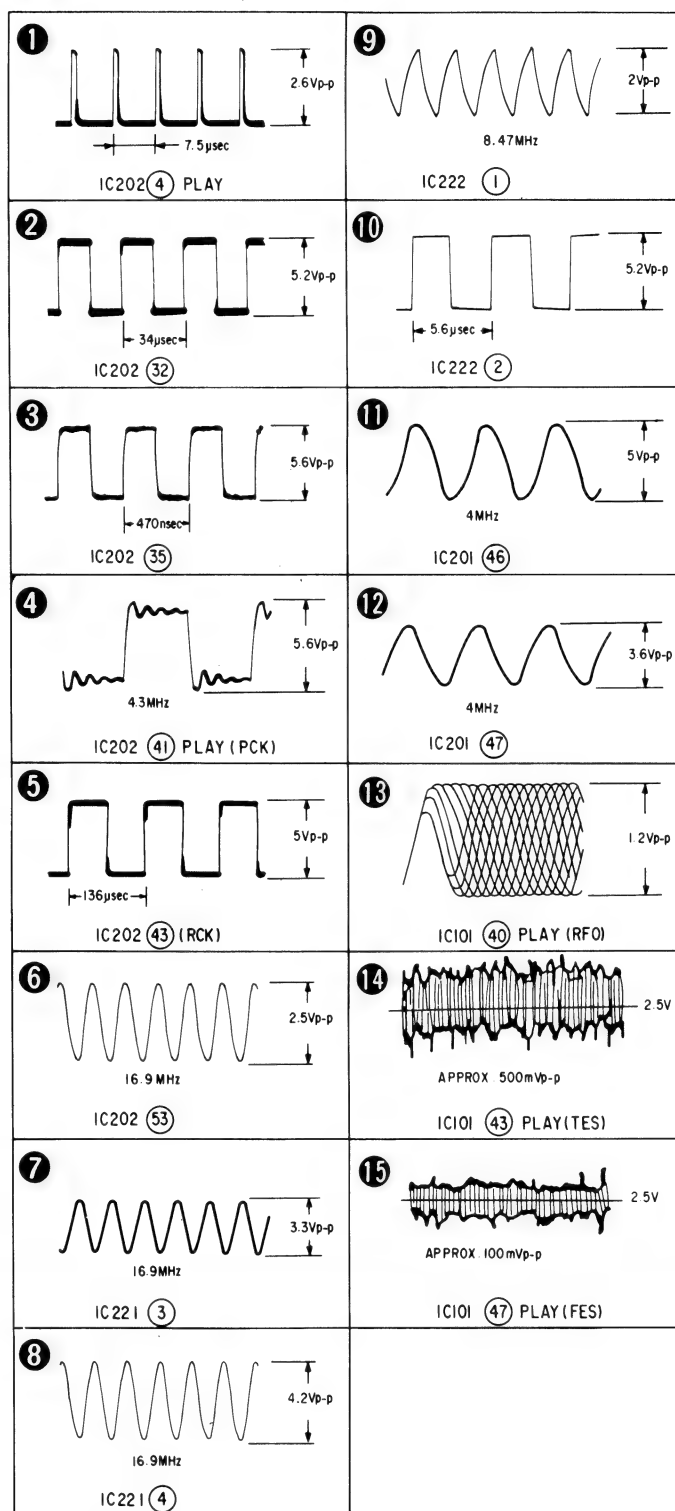 1
2.6Vp-p
7.5µsec
IC202 4 PLAY
2
5.2Vp-p
34µsec
IC202 32
3
5.6Vp-p
470nsec
IC202 35
4
5.6Vp-p
4.3MHz
IC202 41 PLAY (PCK)
5
5Vp-p
136µsec
IC202 43 (RCK)
6
2.5Vp-p
16.9MHz
IC202 53
7
3.3Vp-p
16.9MHz
IC221 3
8
4.2Vp-p
16.9MHz
IC221 4
9
2Vp-p
8.47MHz
IC222 1
10
5.2Vp-p
5.6µsec
IC222 2
11
5Vp-p
4MHz
IC201 46
12
3.6Vp-p
4MHz
IC201 47
13
1.2Vp-p
IC101 40 PLAY (RFO)
14
2.5V
APPROX. 500mVp-p
IC101 43 PLAY(TES)
15
2.5V
APPROX. 100mVp-p
IC101 47 PLAY(FES)